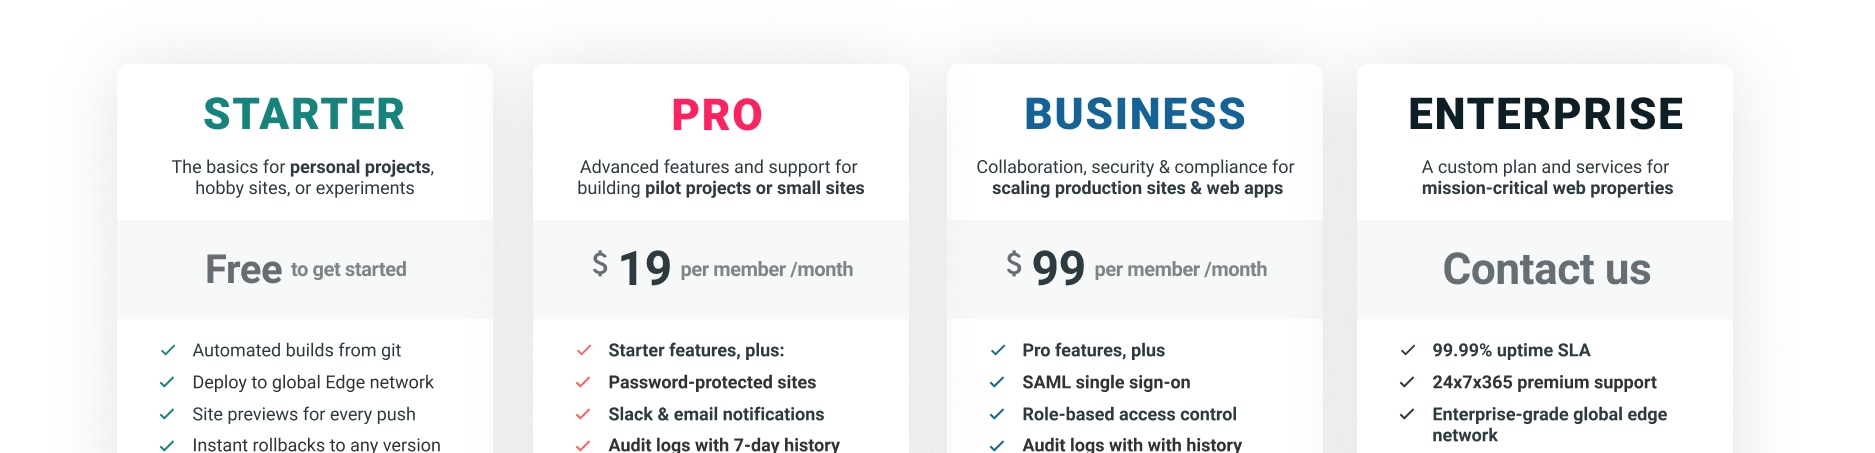 STARTER
The basics for personal projects,
hobby sites, or experiments
Free to get started
Automated builds from git
Deploy to global Edge network
Site previews for every push
Instant rollbacks to any version
PRO
Advanced features and support for
building pilot projects or small sites
$ 19 per member /month
Starter features, plus:
Password-protected sites
Slack & email notifications
Audit logs with 7-day history
BUSINESS
Collaboration, security & compliance for
scaling production sites & web apps
$ 99 per member /month
Pro features, plus
SAML single sign-on
Role-based access control
Audit logs with with history
ENTERPRISE
A custom plan and services for
mission-critical web properties
Contact us
99.99% uptime SLA
24x7x365 premium support
Enterprise-grade global edge
network